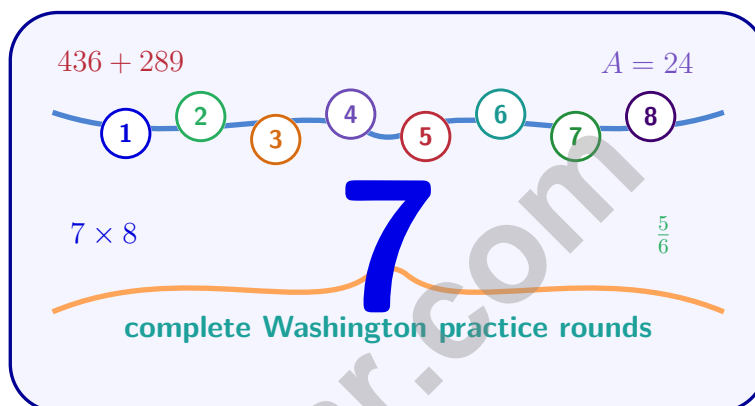 436 + 289
A = 24
1 2 3 4 5 6 7 8
7
7 × 8
5/6
complete Washington practice rounds
r.com